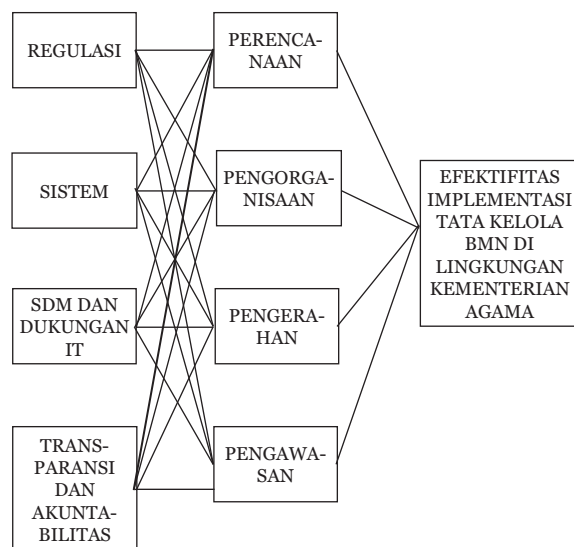 REGULASI
SISTEM
SDM DAN
DUKUNGAN
IT
TRANS-
PARANSI
DAN
AKUNTA-
BILITAS
PERENCA-
NAAN
PENGORGA-
NISAAN
PENGERA-
HAN
PENGAWA-
SAN
EFEKTIFITAS
IMPLEMENTASI
TATA KELOLA
BMN DI
LINGKUNGAN
KEMENTERIAN
AGAMA